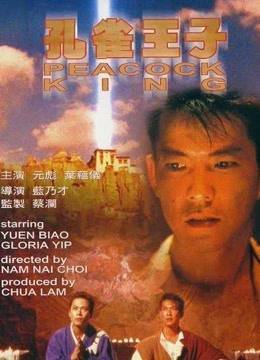 孔雀王子
PEACOCK
KING
主演 元彪 葉蘊儀
導演 藍乃才
監製 蔡瀾
starring
YUEN BIAO
GLORIA YIP
directed by
NAM NAI CHOI
produced by
CHUA LAM